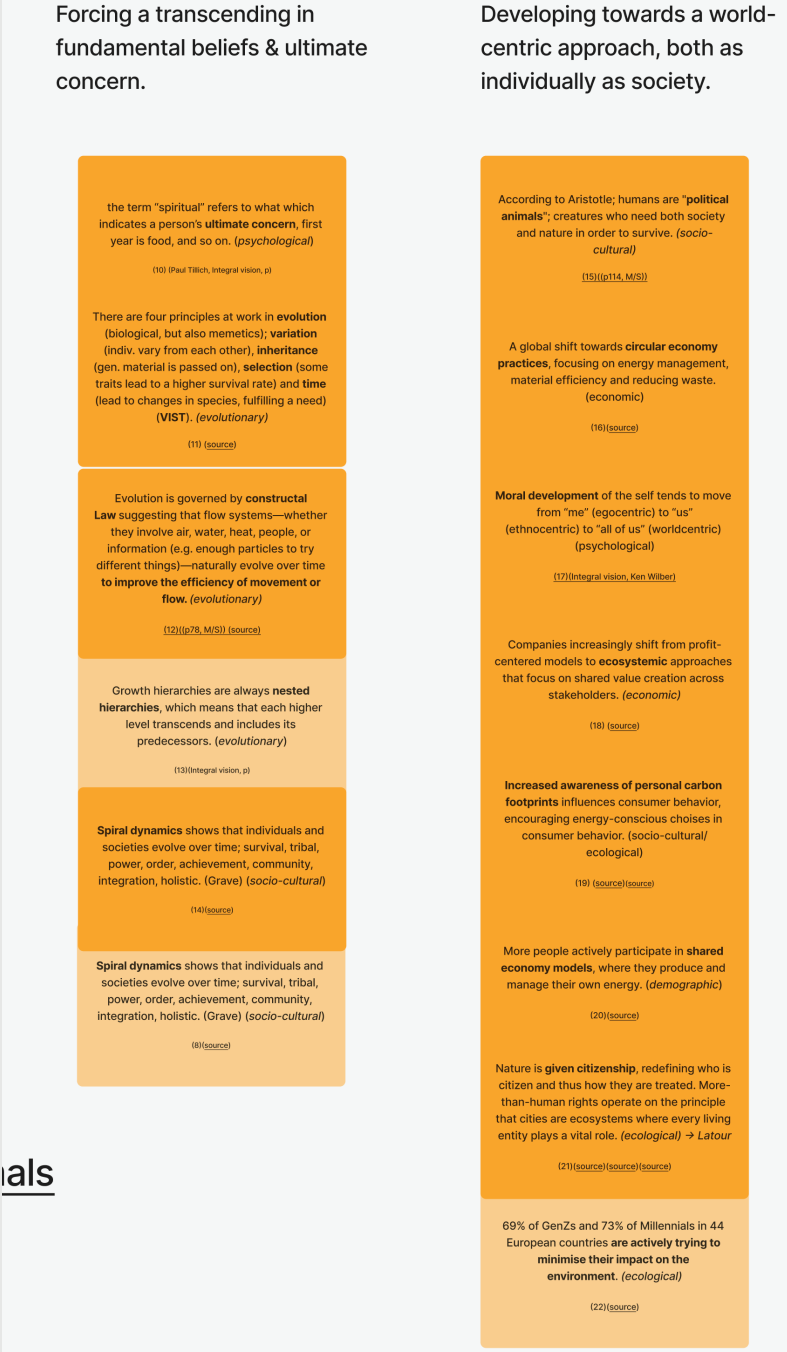 Forcing a transcending in
fundamental beliefs & ultimate
concern.
the term “spiritual” refers to what which
indicates a person’s ultimate concern, first
year is food, and so on. (psychological)
(10) (Paul Tillich, Integral vision, p)
There are four principles at work in evolution
(biological, but also memetics); variation
(indiv. vary from each other), inheritance
(gen. material is passed on), selection (some
traits lead to a higher survival rate) and time
(lead to changes in species, fulfilling a need)
(VIST). (evolutionary)
(11) (source)
Evolution is governed by constructal
Law suggesting that flow systems—whether
they involve air, water, heat, people, or
information (e.g. enough particles to try
different things)—naturally evolve over time
to improve the efficiency of movement or
flow. (evolutionary)
(12)((p78, M/S)) (source)
Growth hierarchies are always nested
hierarchies, which means that each higher
level transcends and includes its
predecessors. (evolutionary)
(13)(Integral vision, p)
Spiral dynamics shows that individuals and
societies evolve over time; survival, tribal,
power, order, achievement, community,
integration, holistic. (Grave) (socio-cultural)
(14)(source)
Spiral dynamics shows that individuals and
societies evolve over time; survival, tribal,
power, order, achievement, community,
integration, holistic. (Grave) (socio-cultural)
(8)(source)
Developing towards a world-
centric approach, both as
individually as society.
According to Aristotle; humans are "political
animals"; creatures who need both society
and nature in order to survive. (socio-
cultural)
(15)((p114, M/S))
A global shift towards circular economy
practices, focusing on energy management,
material efficiency and reducing waste.
(economic)
(16)(source)
Moral development of the self tends to move
from “me” (egocentric) to “us”
(ethnocentric) to “all of us” (worldcentric)
(psychological)
(17)(Integral vision, Ken Wilber)
Companies increasingly shift from profit-
centered models to ecosystemic approaches
that focus on shared value creation across
stakeholders. (economic)
(18) (source)
Increased awareness of personal carbon
footprints influences consumer behavior,
encouraging energy-conscious choises in
consumer behavior. (socio-cultural/
ecological)
(19) (source)(source)
More people actively participate in shared
economy models, where they produce and
manage their own energy. (demographic)
(20)(source)
Nature is given citizenship, redefining who is
citizen and thus how they are treated. More-
than-human rights operate on the principle
that cities are ecosystems where every living
entity plays a vital role. (ecological) → Latour
(21)(source)(source)(source)
69% of GenZs and 73% of Millennials in 44
European countries are actively trying to
minimise their impact on the
environment. (ecological)
(22)(source)